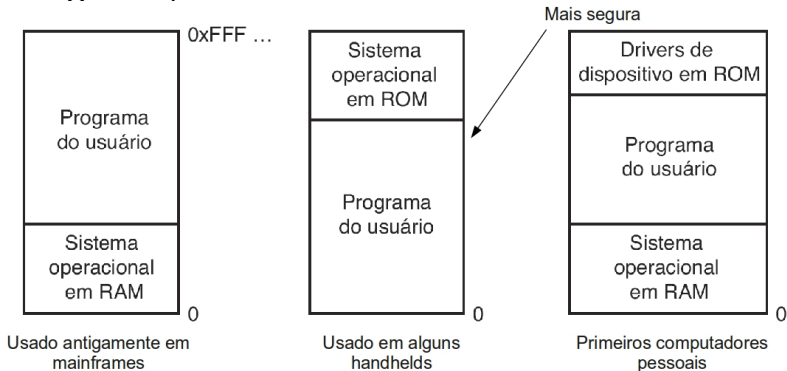 Mais segura
0xFFF ...
Programa
do usuário
Sistema
operacional
em RAM
0
Usado antigamente em
mainframes
Sistema
operacional
em ROM
Programa
do usuário
0
Usado em alguns
handhelds
Drivers de
dispositivo em ROM
Programa
do usuário
Sistema
operacional
em RAM
0
Primeiros computadores
pessoais